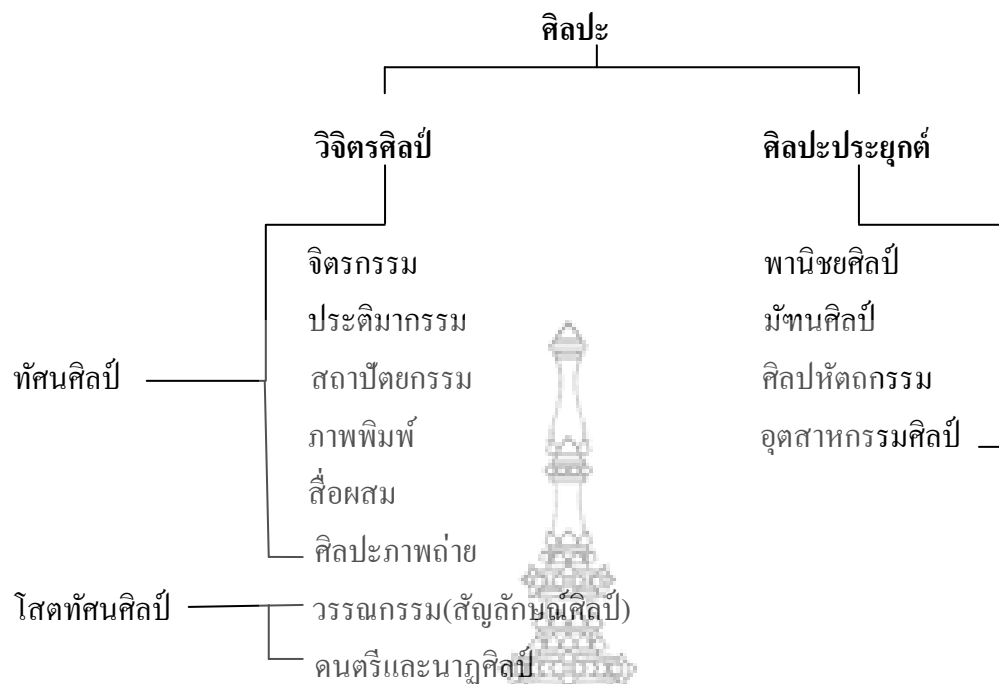 ศิลปะ
วิจิตรศิลป์ ศิลปะประยุกต์
จิตรกรรม พานิชยศิลป์
ประติมากรรม มัฑนศิลป์
ทัศนศิลป์ สถาปัตยกรรม ศิลปหัตถกรรม
ภาพพิมพ์ อุตสาหกรรมศิลป์
สื่อผสม
ศิลปะภาพถ่าย
โสตทัศนศิลป์ วรรณกรรม(สัญลักษณ์ศิลป์)
ดนตรีและนาฏศิลป์